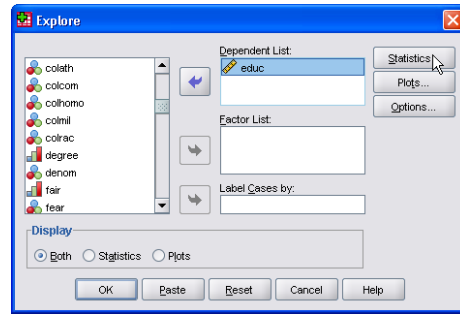 Explore
Dependent List:
educ
Statistics...
Plots...
Options...
colath
colcom
colhomo
colmil
colrac
degree
denom
fair
fear
Factor List:
Label Cases by:
Display
Both Statistics Plots
OK Paste Reset Cancel Help